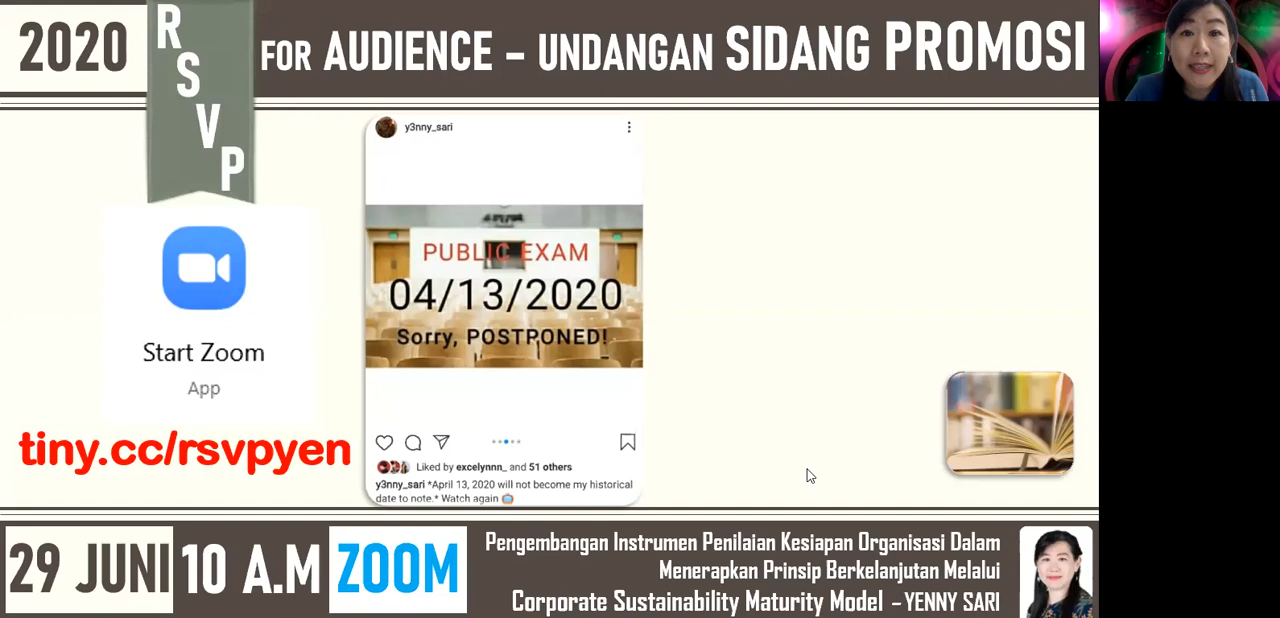 2020
RSVP
FOR AUDIENCE – UNDANGAN SIDANG PROMOSI
y3nny_sari
PUBLIC EXAM
04/13/2020
Sorry, POSTPONED!
Start Zoom
App
tiny.cc/rsvpyen
Liked by excelynnn_ and 51 others
y3nny_sari *April 13, 2020 will not become my historical
date to note.* Watch again
29 JUNI 10 A.M ZOOM
Pengembangan Instrumen Penilaian Kesiapan Organisasi Dalam
Menerapkan Prinsip Berkelanjutan Melalui
Corporate Sustainability Maturity Model – YENNY SARI